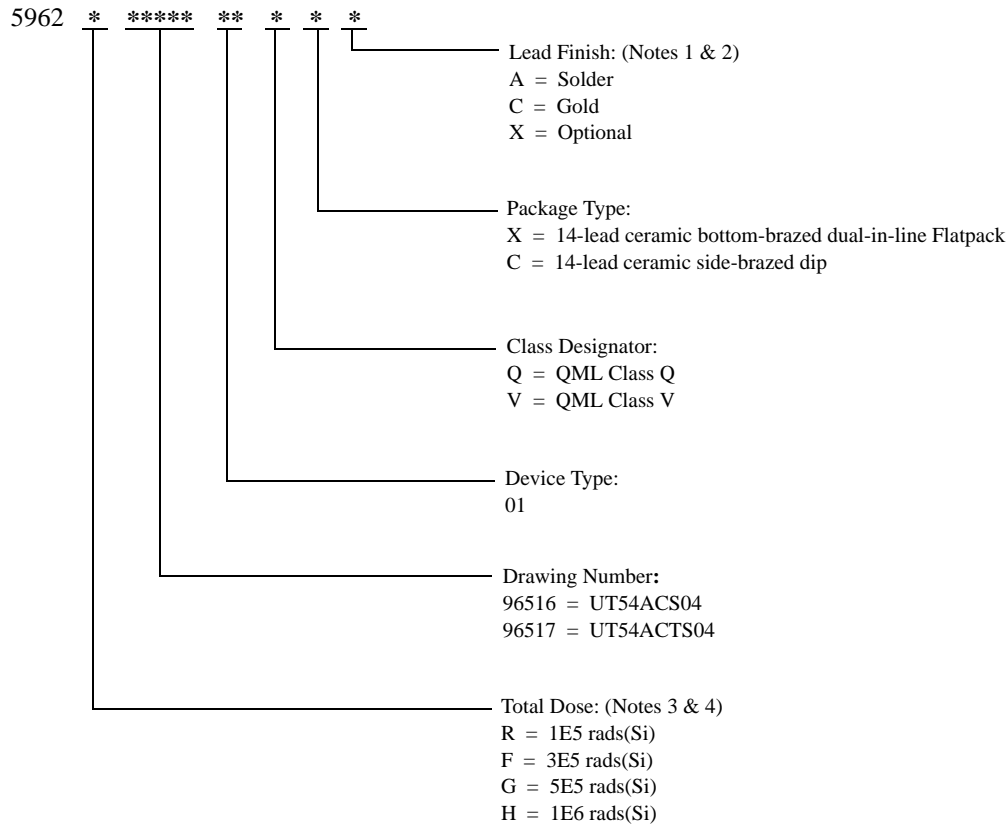 5962 * ***** ** * * *
Lead Finish: (Notes 1 & 2)
A = Solder
C = Gold
X = Optional
Package Type:
X = 14-lead ceramic bottom-brazed dual-in-line Flatpack
C = 14-lead ceramic side-brazed dip
Class Designator:
Q = QML Class Q
V = QML Class V
Device Type:
01
Drawing Number:
96516 = UT54ACS04
96517 = UT54ACTS04
Total Dose: (Notes 3 & 4)
R = 1E5 rads(Si)
F = 3E5 rads(Si)
G = 5E5 rads(Si)
H = 1E6 rads(Si)